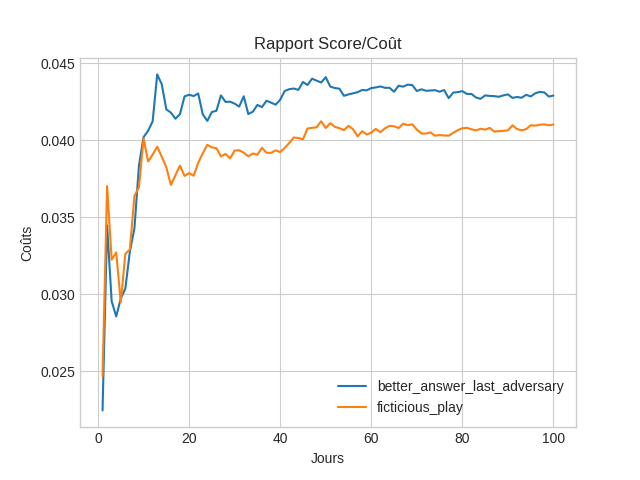 Rapport Score/Coût
0.045
0.040
0.035
0.030
0.025
Coûts
better_answer_last_adversary
ficticious_play
0 20 40 60 80 100
Jours